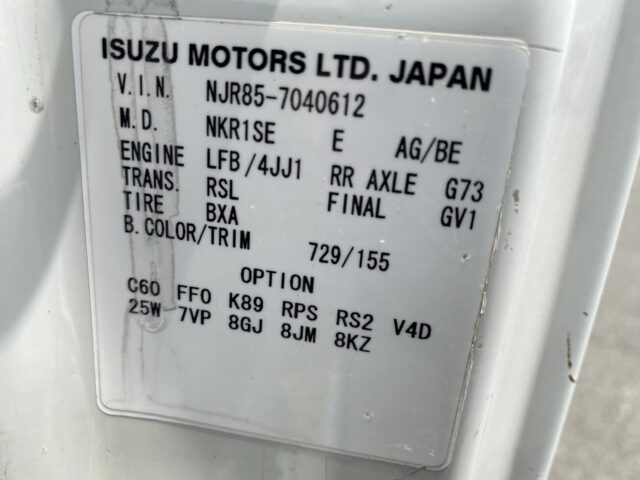 ISUZU MOTORS LTD. JAPAN
V.I.N. NJR85-7040612
M.D. NKR1SE E AG/BE
ENGINE LFB/4JJ1 RR AXLE G73
TRANS. RSL FINAL GV1
TIRE BXA
B.COLOR/TRIM 729/155
OPTION
C60 FF0 K89 RPS RS2 V4D
25W 7VP 8GJ 8JM 8KZ